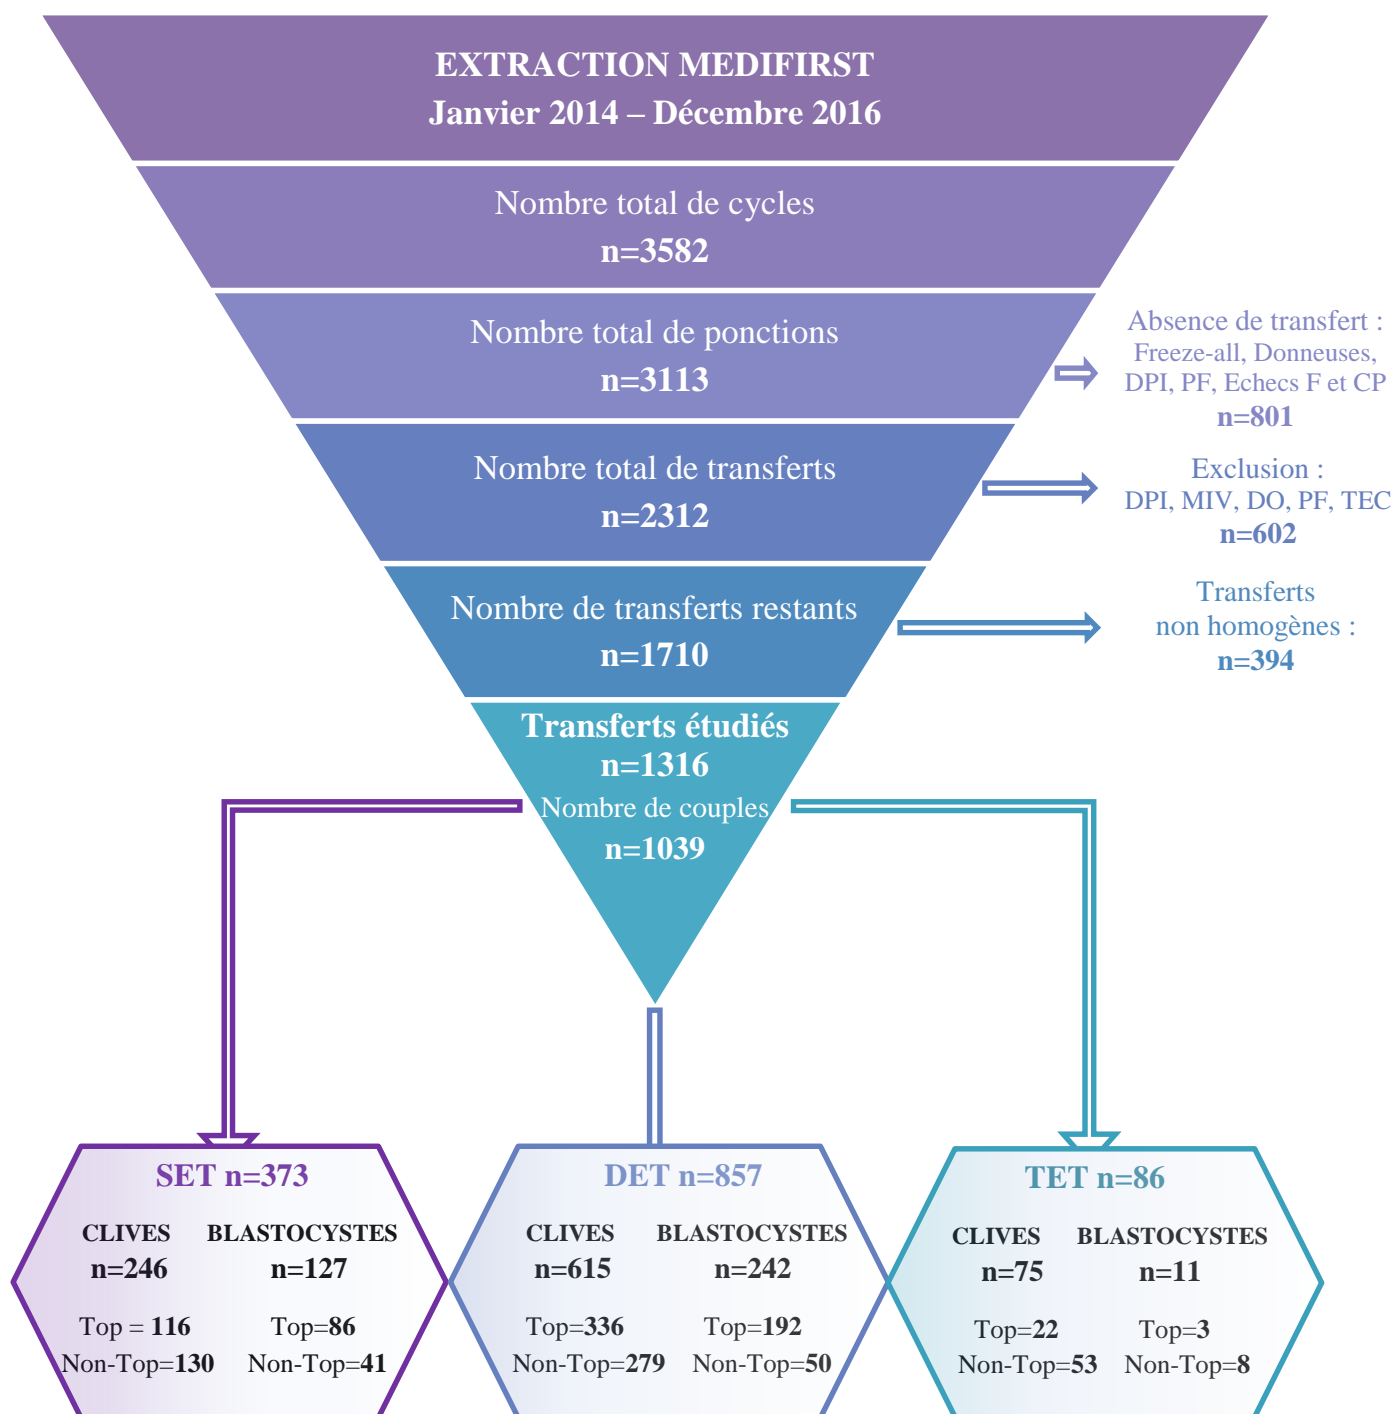 EXTRACTION MEDIFIRST
Janvier 2014 – Décembre 2016
Nombre total de cycles
n=3582
Nombre total de ponctions
n=3113
Absence de transfert :
Freeze-all, Donneuses,
DPI, PF, Echecs F et CP
n=801
Nombre total de transferts
n=2312
Exclusion :
DPI, MIV, DO, PF, TEC
n=602
Nombre de transferts restants
n=1710
Transferts
non homogènes :
n=394
Transferts étudiés
n=1316
Nombre de couples
n=1039
SET n=373
CLIVES BLASTOCYSTES
n=246 n=127
Top = 116 Top=86
Non-Top=130 Non-Top=41
DET n=857
CLIVES BLASTOCYSTES
n=615 n=242
Top=336 Top=192
Non-Top=279 Non-Top=50
TET n=86
CLIVES BLASTOCYSTES
n=75 n=11
Top=22 Top=3
Non-Top=53 Non-Top=8